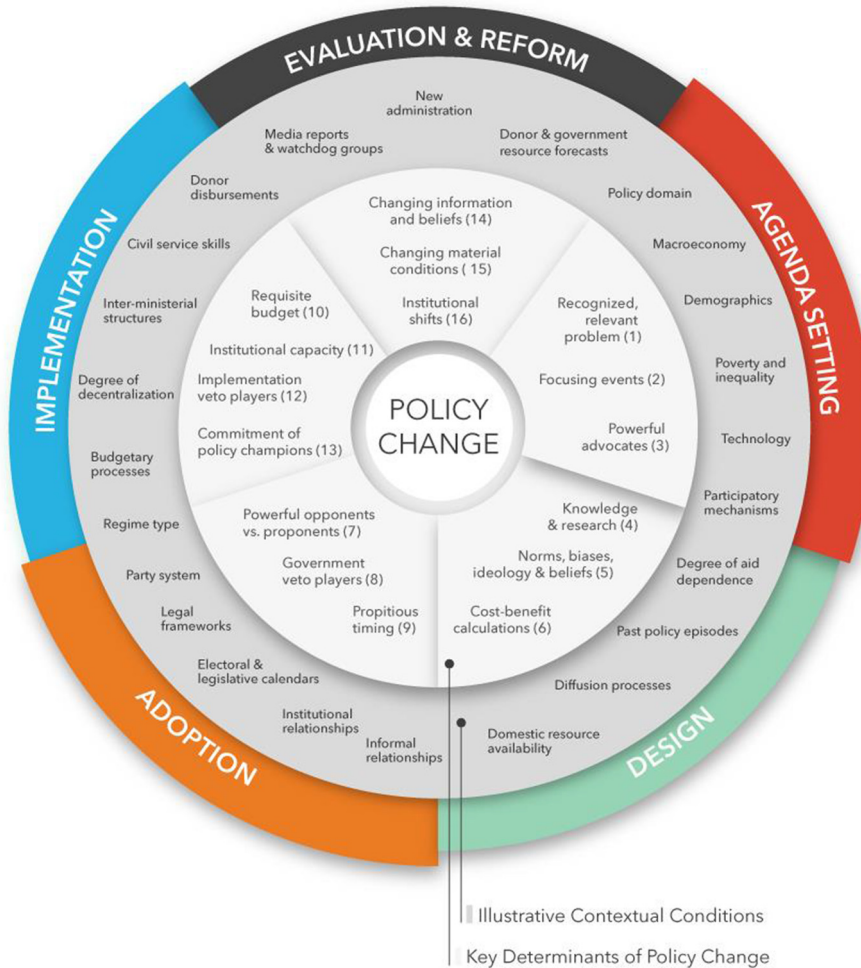 EVALUATION & REFORM
AGENDA SETTING
DESIGN
ADOPTION
IMPLEMENTATION
New
administration
Donor & government
resource forecasts
Policy domain
Macroeconomy
Demographics
Poverty and
inequality
Technology
Participatory
mechanisms
Degree of aid
dependence
Past policy episodes
Diffusion processes
Domestic resource
availability
Informal
relationships
Institutional
relationships
Electoral &
legislative calendars
Legal
frameworks
Party system
Regime type
Budgetary
processes
Degree of
decentralization
Inter-ministerial
structures
Civil service skills
Donor
disbursements
Media reports
& watchdog groups
Changing information
and beliefs (14)
Changing material
conditions ( 15)
Institutional
shifts (16)
Recognized,
relevant
problem (1)
Focusing events (2)
Powerful
advocates (3)
Knowledge
& research (4)
Norms, biases,
ideology & beliefs (5)
Cost-benefit
calculations (6)
Powerful opponents
vs. proponents (7)
Government
veto players (8)
Propitious
timing (9)
Requisite
budget (10)
Institutional capacity (11)
Implementation
veto players (12)
Commitment of
policy champions (13)
POLICY
CHANGE
Illustrative Contextual Conditions
Key Determinants of Policy Change